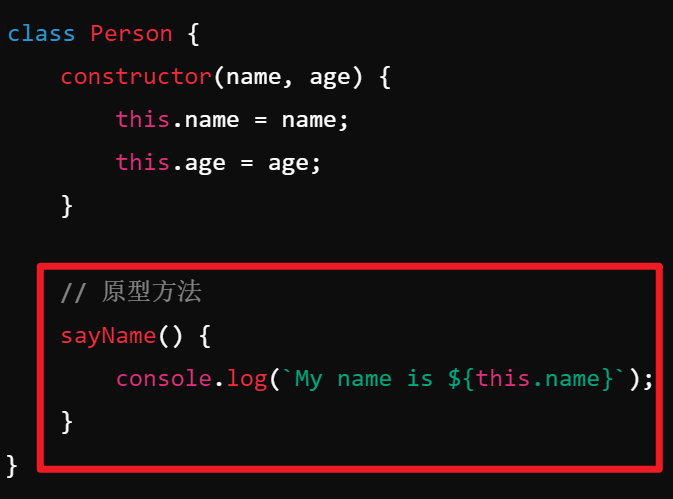 class Person {
    constructor(name, age) {
        this.name = name;
        this.age = age;
    }
    // 原型方法
    sayName() {
        console.log(`My name is ${this.name}`);
    }
}